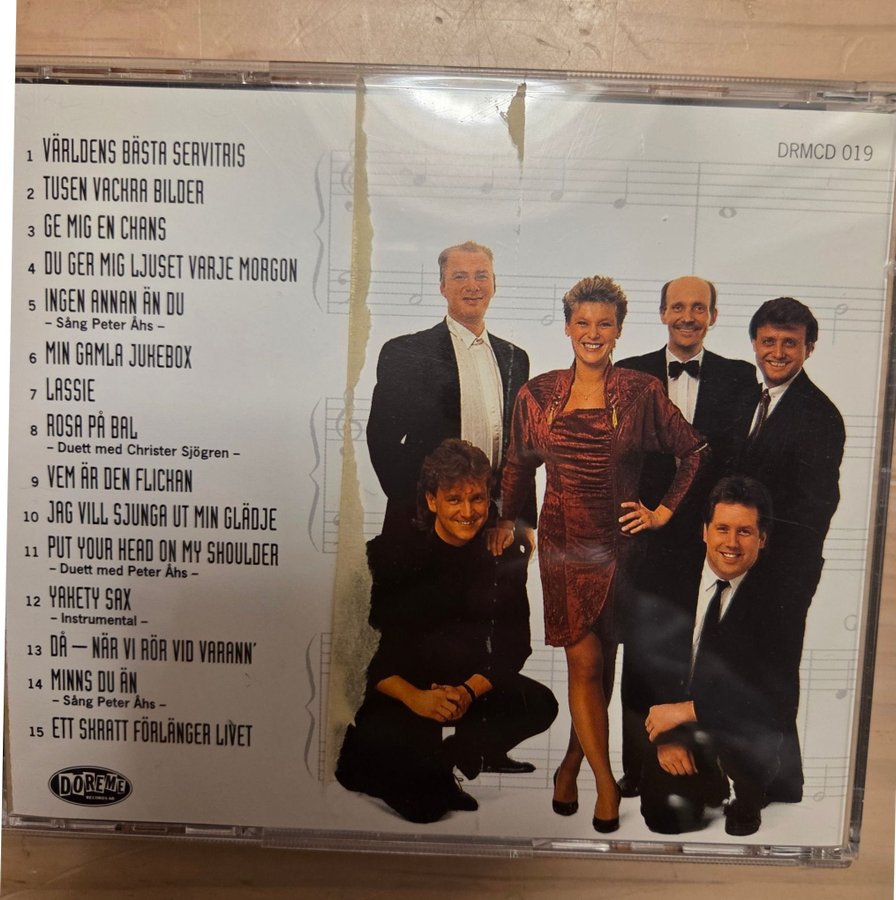 DRMCD 019
1 VÄRLDENS BÄSTA SERVITRIS
2 TUSEN VACKRA BILDER
3 GE MIG EN CHANS
4 DU GER MIG LJUSET VARJE MORGON
5 INGEN ANNAN ÄN DU
– Sång Peter Åhs –
6 MIN GAMLA JUKEBOX
7 LASSIE
8 ROSA PÅ BAL
– Duett med Christer Sjögren –
9 VEM ÄR DEN FLICKAN
10 JAG VILL SJUNGA UT MIN GLÄDJE
11 PUT YOUR HEAD ON MY SHOULDER
– Duett med Peter Åhs –
12 YAKETY SAX
– Instrumental –
13 DÅ — NÄR VI RÖR VID VARANN'
14 MINNS DU ÄN
– Sång Peter Åhs –
15 ETT SKRATT FÖRLÄNGER LIVET
DOREME
RECORDS AB